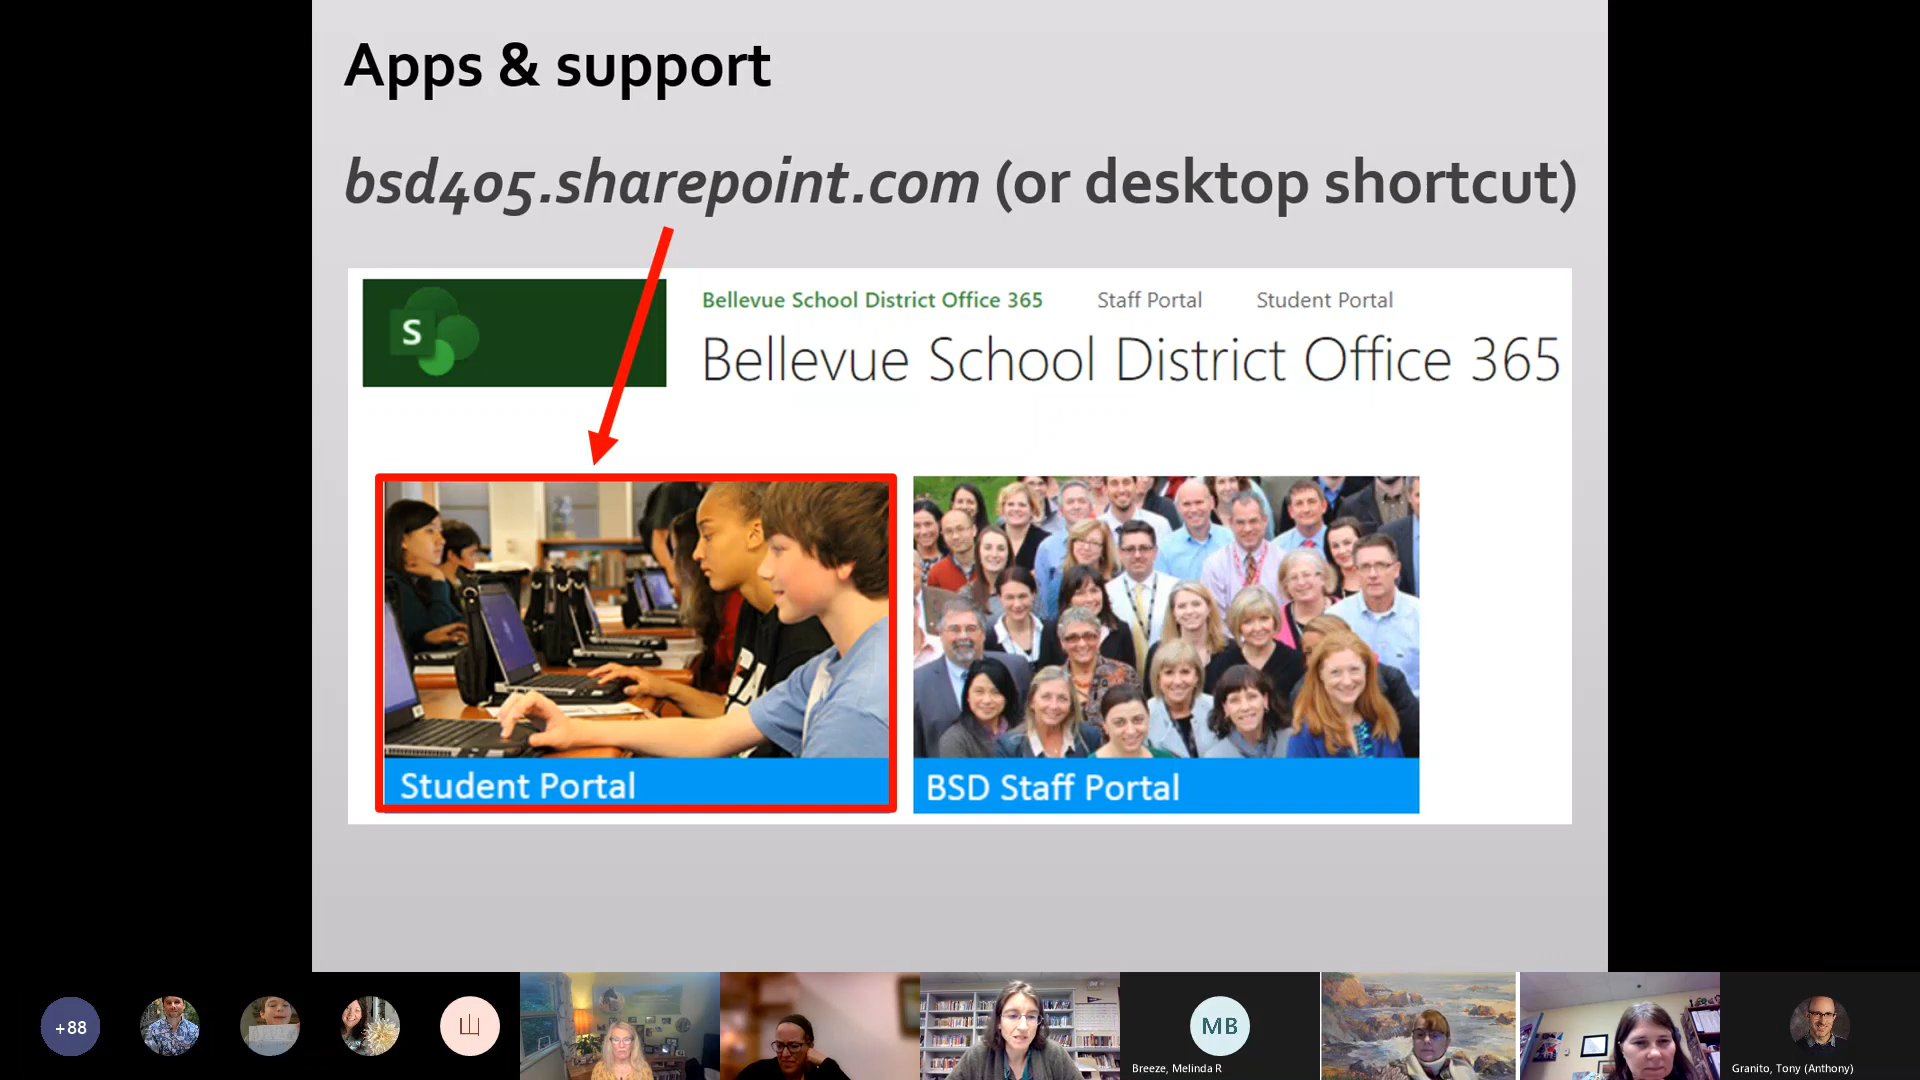 Apps & support
bsd405.sharepoint.com (or desktop shortcut)
S
Bellevue School District Office 365 Staff Portal Student Portal
Bellevue School District Office 365
Student Portal
BSD Staff Portal
+88
Ш
MB
Breeze, Melinda R
Granito, Tony (Anthony)